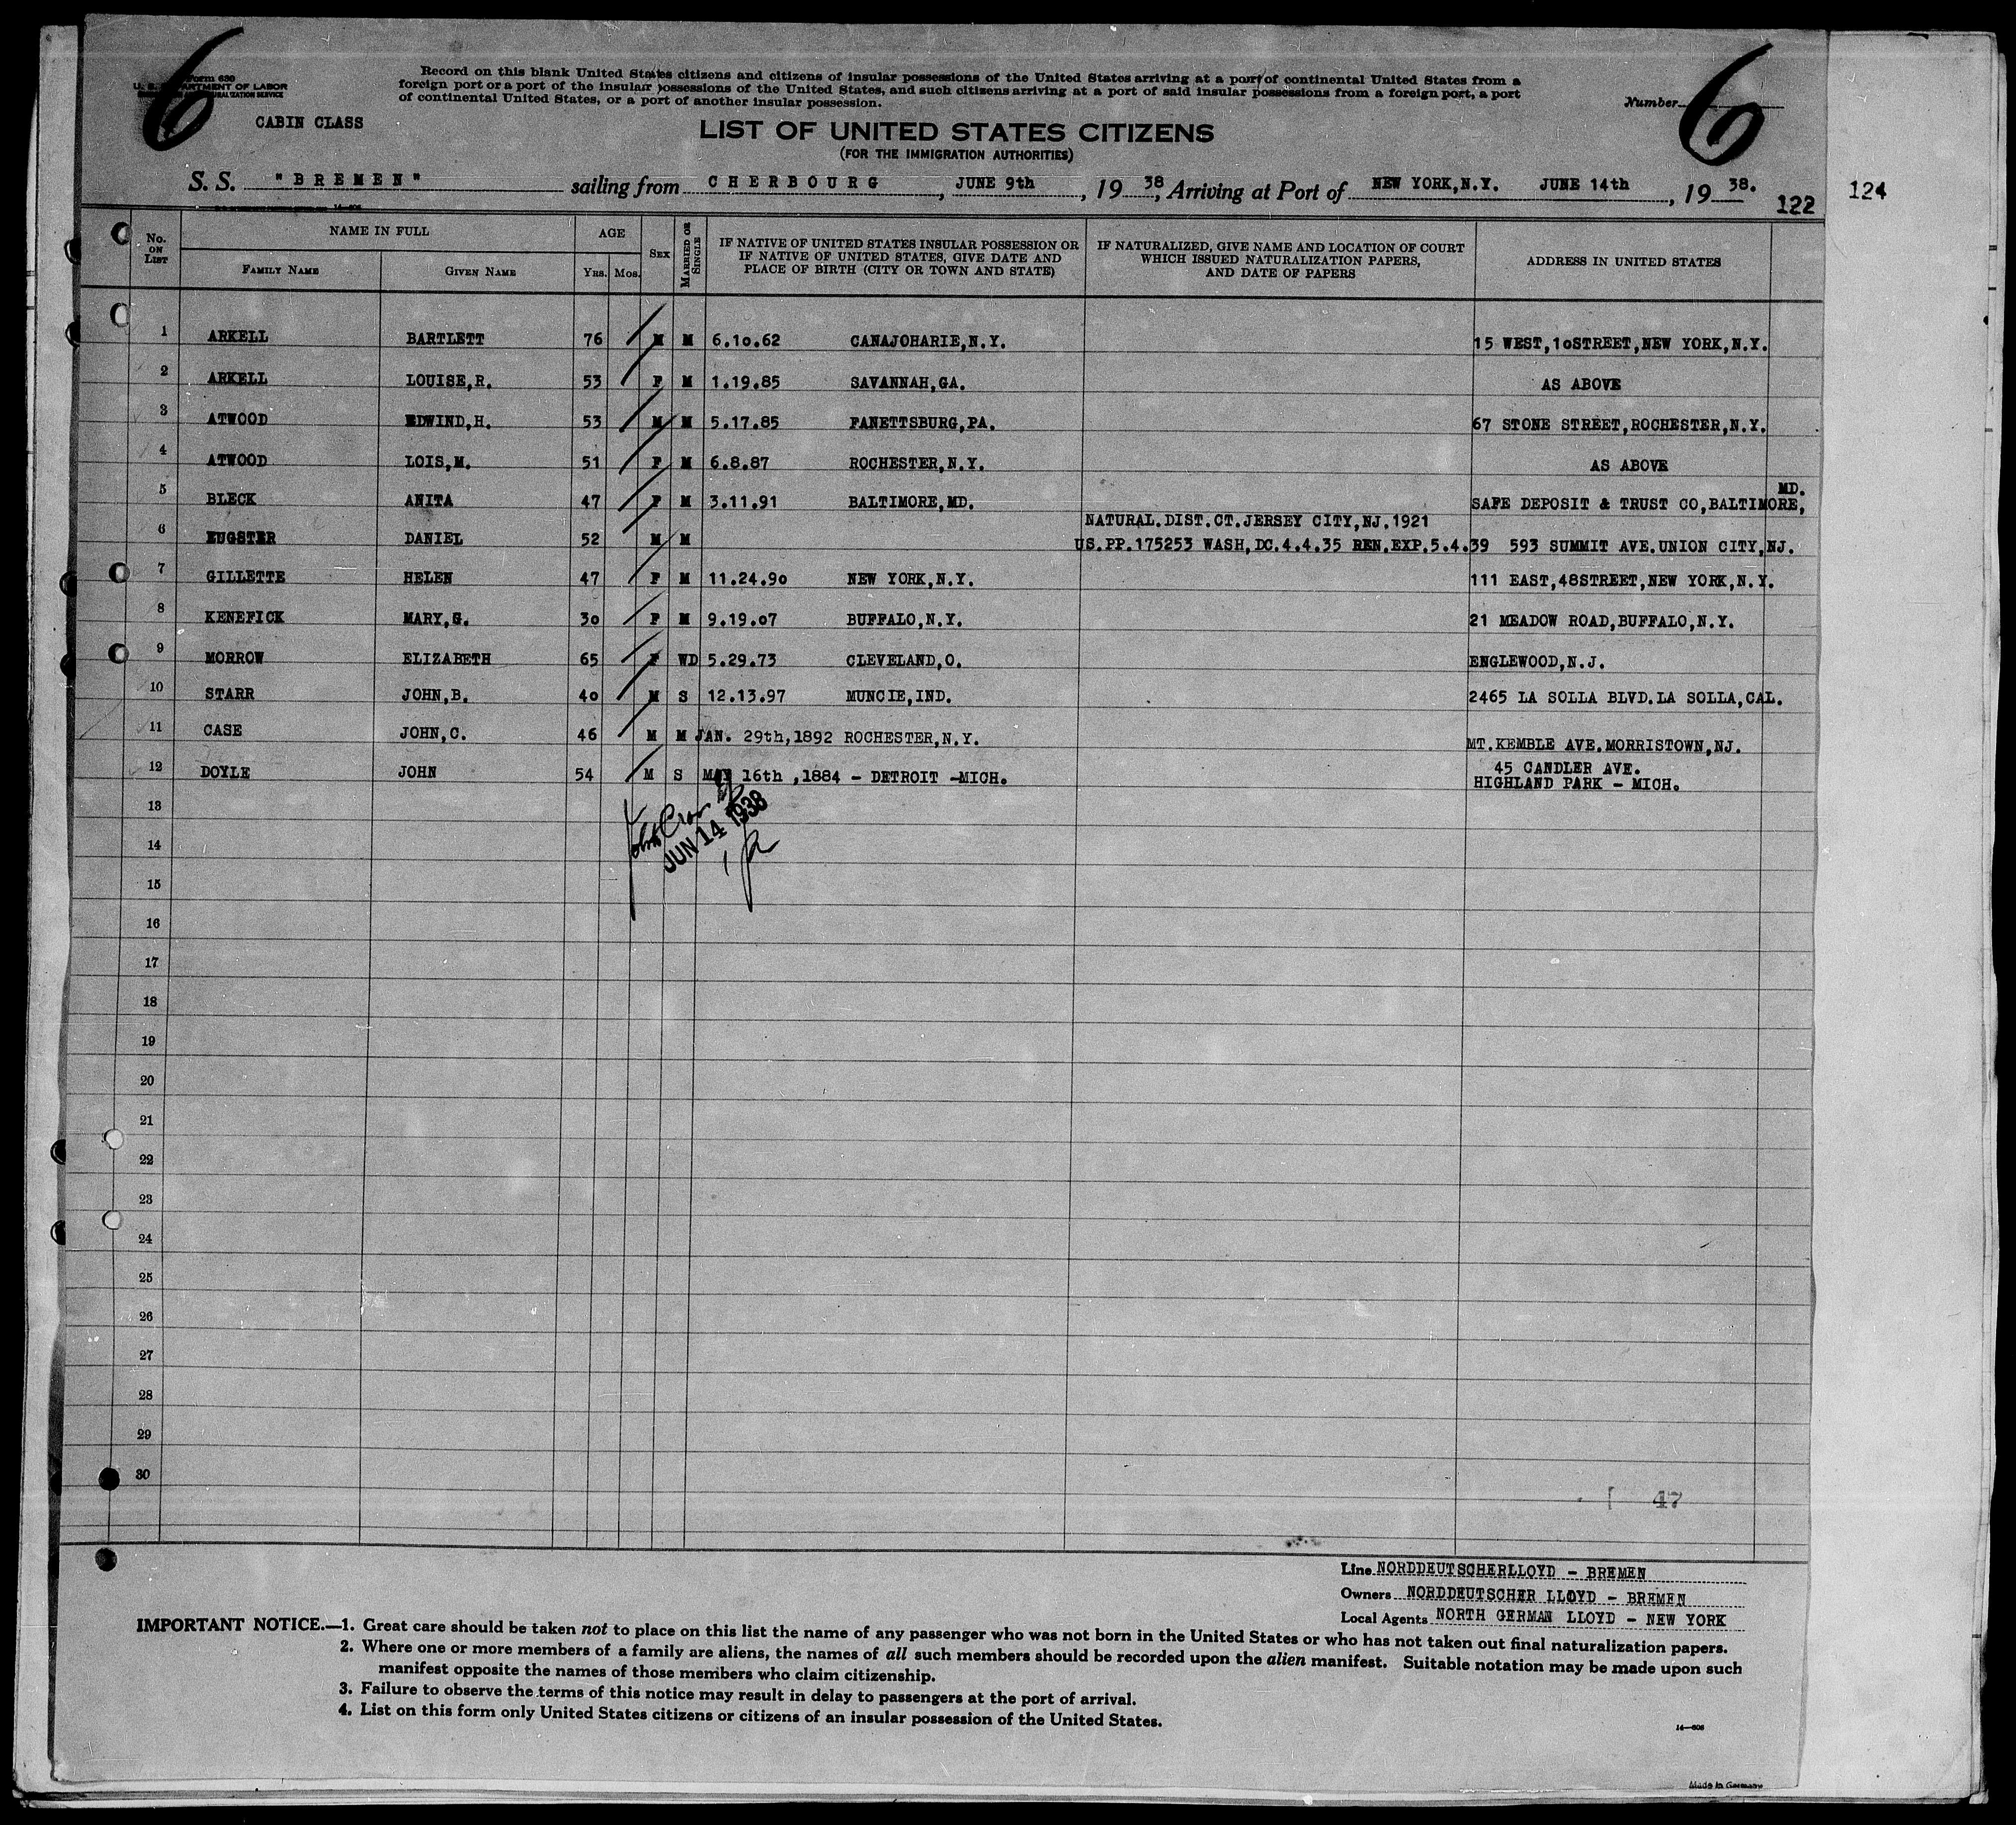 6
6
Form 630
U. S. DEPARTMENT OF LABOR
NATURALIZATION SERVICE
CABIN CLASS
Record on this blank United States citizens and citizens of insular possessions of the United States arriving at a port of continental United States from a
foreign port or a port of the insular possessions of the United States, and such citizens arriving at a port of said insular possessions from a foreign port, a port
of continental United States, or a port of another insular possession.
Number
LIST OF UNITED STATES CITIZENS
(FOR THE IMMIGRATION AUTHORITIES)
S. S. "BREMEN" sailing from CHERBOURG, JUNE 9th, 1938, Arriving at Port of NEW YORK,N.Y. JUNE 14th, 1938.
122
124
No. ON LIST
NAME IN FULL
FAMILY NAME
GIVEN NAME
AGE
YRS. MOS.
SEX
MARRIED OR SINGLE
IF NATIVE OF UNITED STATES INSULAR POSSESSION OR
IF NATIVE OF UNITED STATES, GIVE DATE AND
PLACE OF BIRTH (CITY OR TOWN AND STATE)
IF NATURALIZED, GIVE NAME AND LOCATION OF COURT
WHICH ISSUED NATURALIZATION PAPERS,
AND DATE OF PAPERS
ADDRESS IN UNITED STATES
1 ARKELL BARTLETT 76 M M 6.10.62 CANAJOHARIE,N.Y. 15 WEST,10STREET,NEW YORK,N.Y.
2 ARKELL LOUISE,R. 53 F M 1.19.85 SAVANNAH,GA. AS ABOVE
3 ATWOOD EDWIND,H. 53 M M 5.17.85 FANETTSBURG,PA. 67 STONE STREET,ROCHESTER,N.Y.
4 ATWOOD LOIS,M. 51 F M 6.8.87 ROCHESTER,N.Y. AS ABOVE
MD.
5 BLECK ANITA 47 F M 3.11.91 BALTIMORE,MD. SAFE DEPOSIT & TRUST CO,BALTIMORE,
NATURAL.DIST.CT.JERSEY CITY,NJ.1921
6 EUGSTER DANIEL 52 M M US.PP.175253 WASH,DC.4.4.35 REN.EXP.5.4.39 593 SUMMIT AVE.UNION CITY,NJ.
7 GILLETTE HELEN 47 F M 11.24.90 NEW YORK,N.Y. 111 EAST,48STREET,NEW YORK,N.Y.
8 KENEFICK MARY,G. 30 F M 9.19.07 BUFFALO,N.Y. 21 MEADOW ROAD,BUFFALO,N.Y.
9 MORROW ELIZABETH 65 F WD 5.29.73 CLEVELAND,O. ENGLEWOOD,N.J.
10 STARR JOHN,B. 40 M S 12.13.97 MUNCIE,IND. 2465 LA SOLLA BLVD.LA SOLLA,CAL.
11 CASE JOHN,C. 46 M M JAN. 29th,1892 ROCHESTER,N.Y. MT.KEMBLE AVE.MORRISTOWN,NJ.
12 DOYLE JOHN 54 M S MAY 16th ,1884 - DETROIT -MICH. 45 CANDLER AVE.
HIGHLAND PARK - MICH.
JUN 14 1938
13
14
15
16
17
18
19
20
21
22
23
24
25
26
27
28
29
30
47
Line NORDDEUTSCHERLLOYD - BREMEN
Owners NORDDEUTSCHER LLOYD - BREMEN
Local Agents NORTH GERMAN LLOYD - NEW YORK
IMPORTANT NOTICE.—1. Great care should be taken not to place on this list the name of any passenger who was not born in the United States or who has not taken out final naturalization papers.
2. Where one or more members of a family are aliens, the names of all such members should be recorded upon the alien manifest. Suitable notation may be made upon such
manifest opposite the names of those members who claim citizenship.
3. Failure to observe the terms of this notice may result in delay to passengers at the port of arrival.
4. List on this form only United States citizens or citizens of an insular possession of the United States.
14—608
Made in Germany